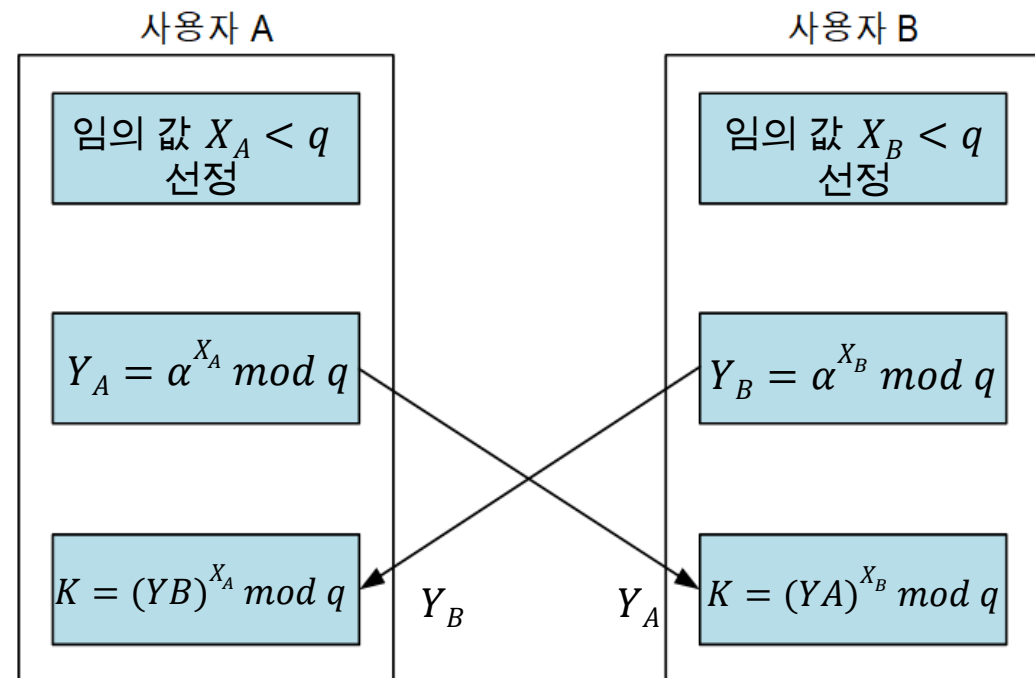 사용자 A
임의 값 X_A < q
선정
Y_A = α^{X_A} mod q
K = (YB)^{X_A} mod q
Y_B
사용자 B
임의 값 X_B < q
선정
Y_B = α^{X_B} mod q
Y_A
K = (YA)^{X_B} mod q